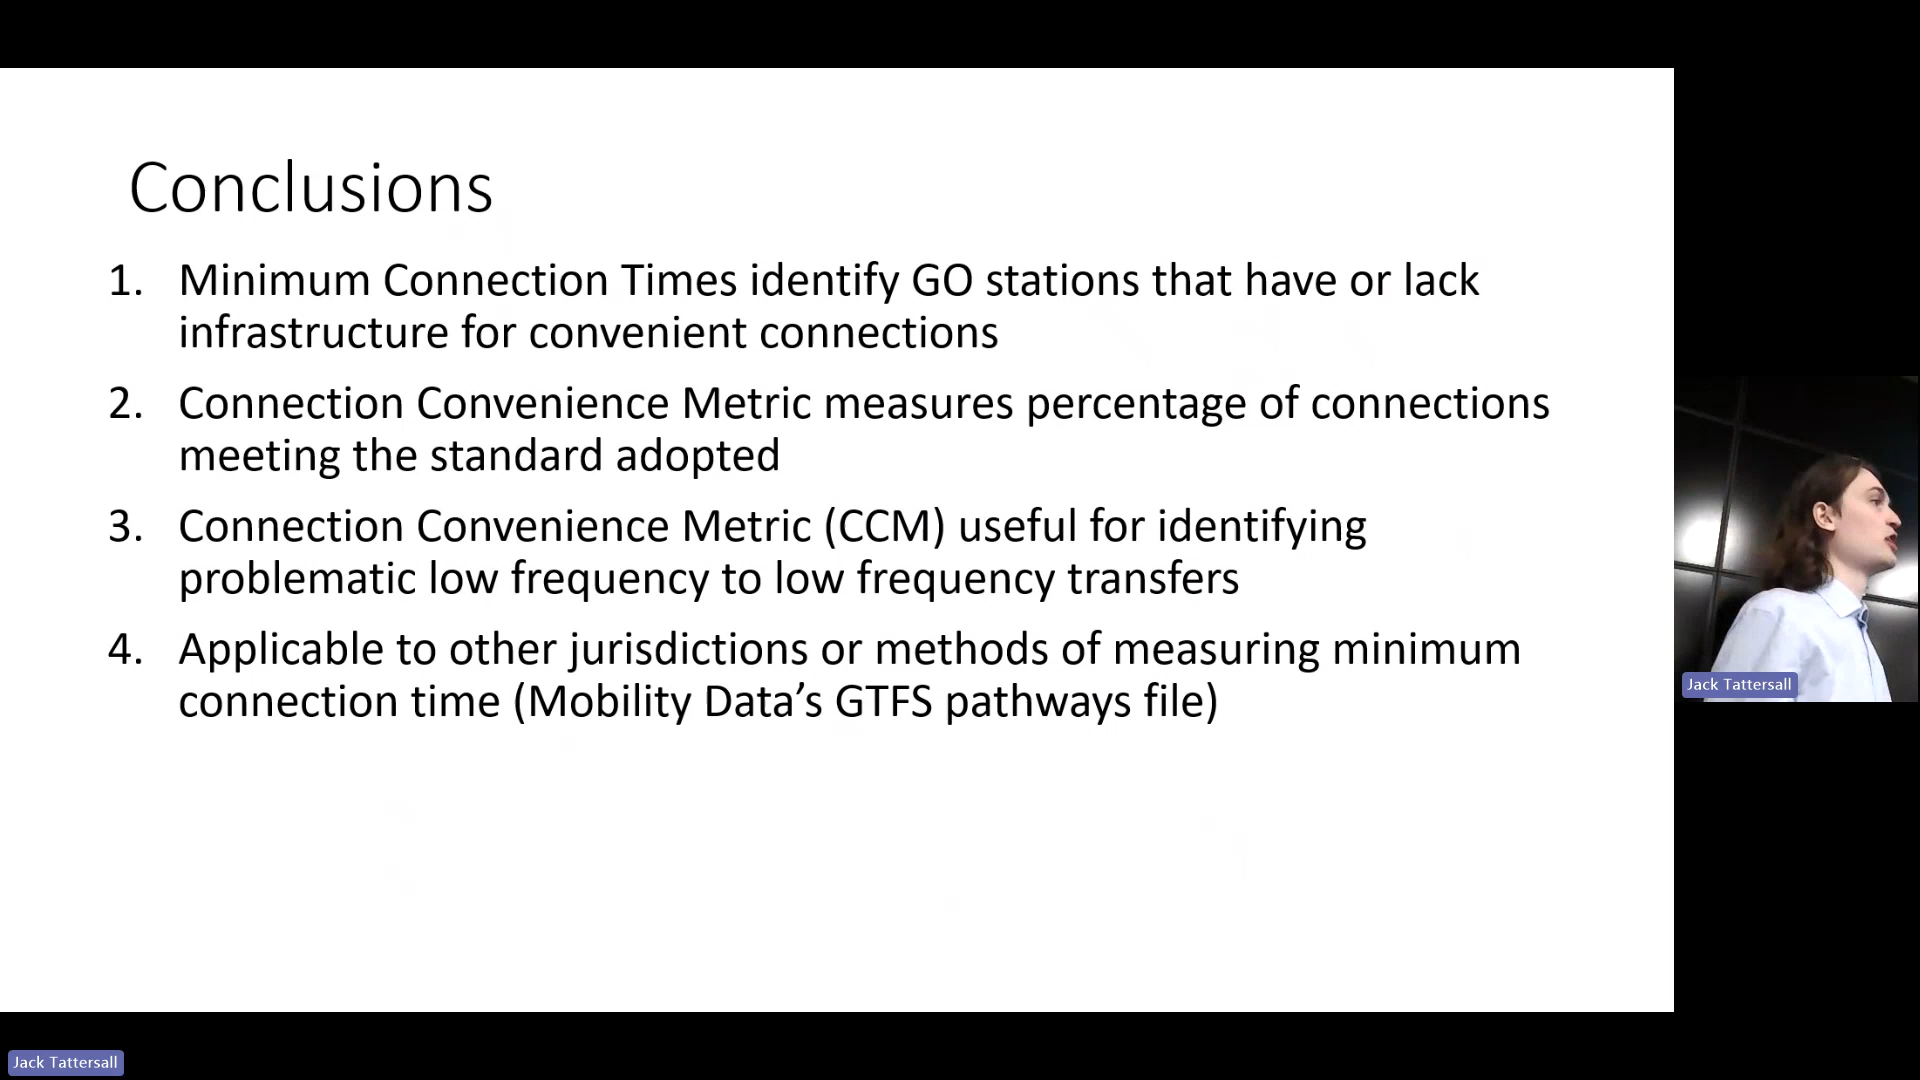 Conclusions
1. Minimum Connection Times identify GO stations that have or lack
infrastructure for convenient connections
2. Connection Convenience Metric measures percentage of connections
meeting the standard adopted
3. Connection Convenience Metric (CCM) useful for identifying
problematic low frequency to low frequency transfers
4. Applicable to other jurisdictions or methods of measuring minimum
connection time (Mobility Data’s GTFS pathways file)
Jack Tattersall
Jack Tattersall